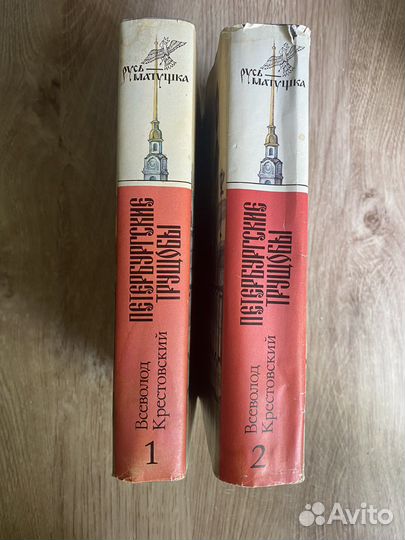 РУСЬ
МАТУШКА
ПЕТЕРБУРГСКИЕ
ТРУЩОБЫ
Всеволод
Крестовский
1
РУСЬ
МАТУШКА
ПЕТЕРБУРГСКИЕ
ТРУЩОБЫ
Всеволод
Крестовский
2
Avito